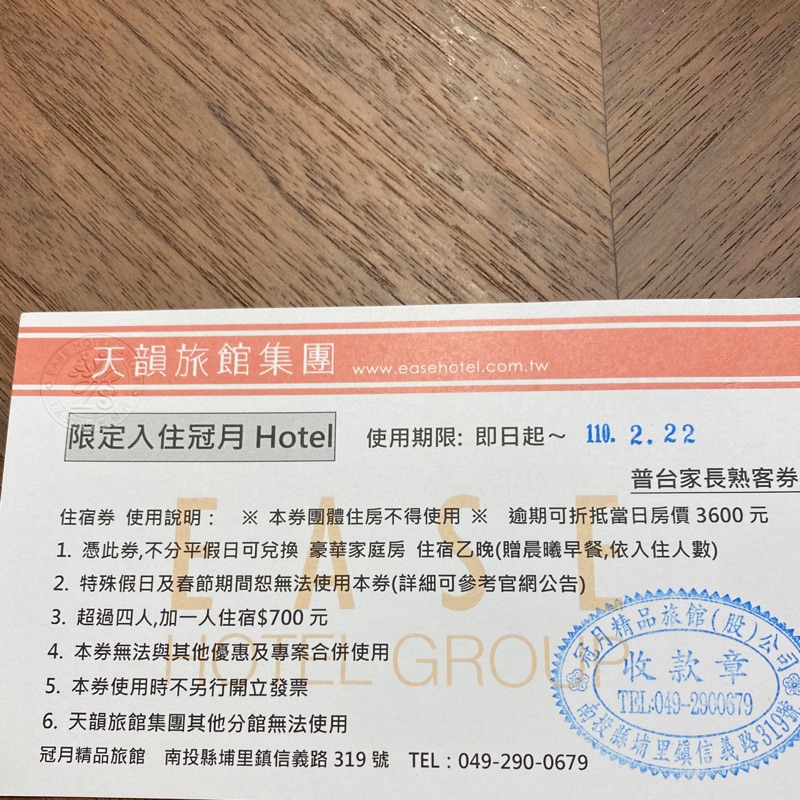 天韻旅館集團 www.easehotel.com.tw
限定入住冠月 Hotel 使用期限: 即日起～ 110. 2. 22
普台家長熟客券
住宿券 使用說明： ※ 本券團體住房不得使用 ※ 逾期可折抵當日房價 3600 元
1. 憑此券,不分平假日可兌換 豪華家庭房 住宿乙晚(贈晨曦早餐,依入住人數)
2. 特殊假日及春節期間恕無法使用本券(詳細可參考官網公告)
3. 超過四人,加一人住宿$700 元
4. 本券無法與其他優惠及專案合併使用
5. 本券使用時不另行開立發票
6. 天韻旅館集團其他分館無法使用
冠月精品旅館 南投縣埔里鎮信義路 319 號 TEL：049-290-0679
EASE
HOTEL GROUP
冠月精品旅館(股)公司
收款章
TEL:049-2900679
南投縣埔里鎮信義路319號